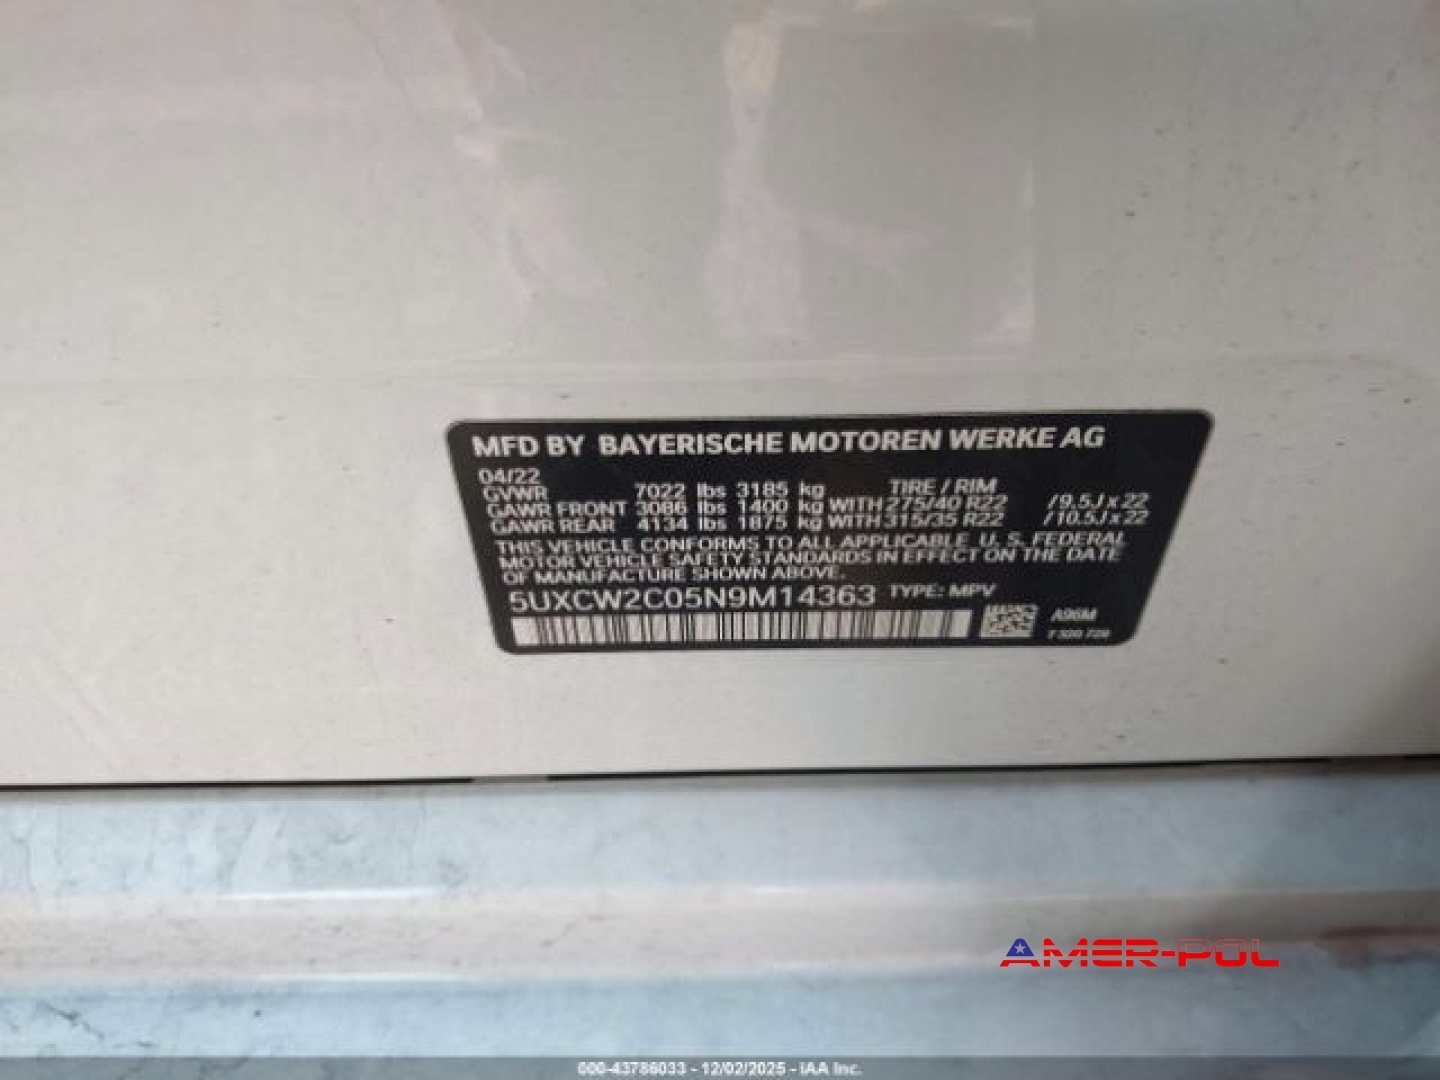 MFD BY BAYERISCHE MOTOREN WERKE AG
04/22
GVWR 7022 lbs 3185 kg TIRE / RIM
GAWR FRONT 3086 lbs 1400 kg WITH 275/40 R22 / 9.5J x 22
GAWR REAR 4134 lbs 1875 kg WITH 315/35 R22 / 10.5J x 22
THIS VEHICLE CONFORMS TO ALL APPLICABLE U. S. FEDERAL
MOTOR VEHICLE SAFETY STANDARDS IN EFFECT ON THE DATE
OF MANUFACTURE SHOWN ABOVE.
5UXCW2C05N9M14363 TYPE: MPV
A96M
AMER-POL
000-43786033 - 12/02/2025 - IAA Inc.